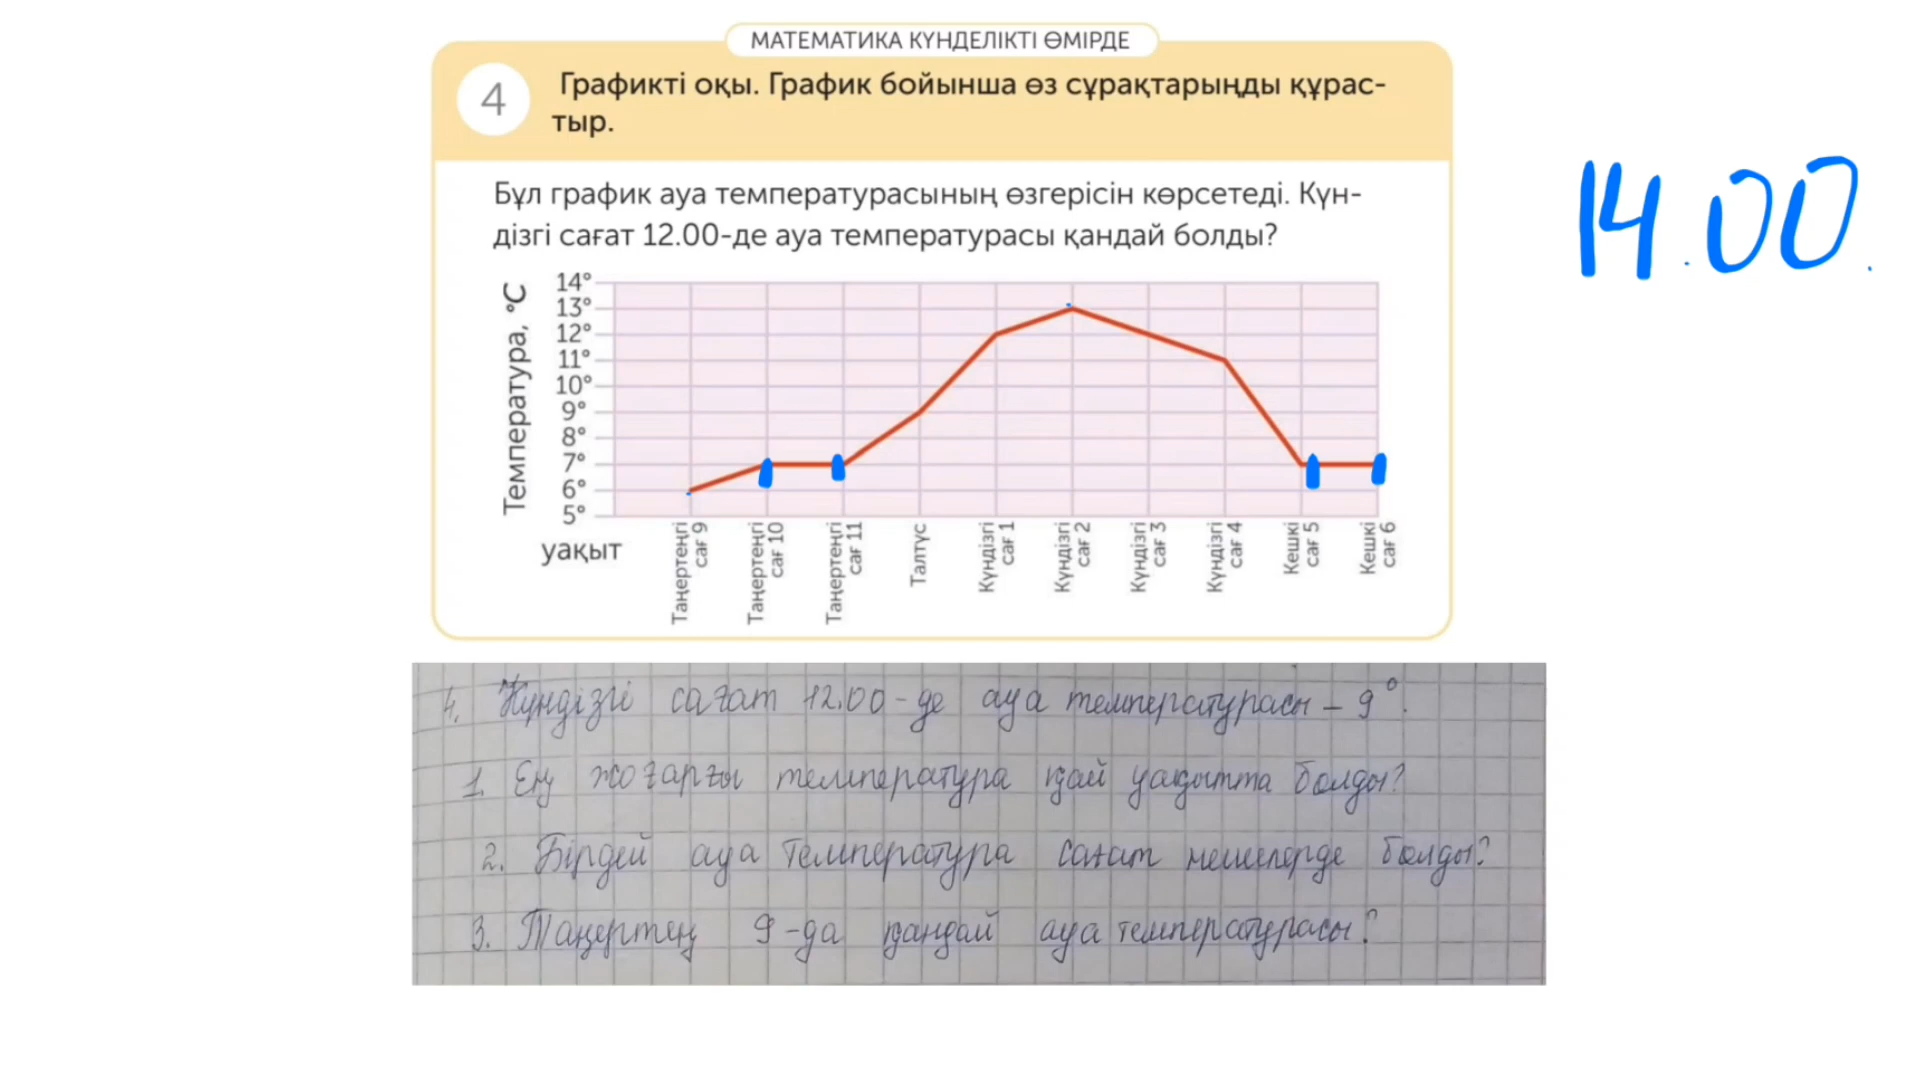 МАТЕМАТИКА КҮНДЕЛІКТІ ӨМІРДЕ
4
Графикті оқы. График бойынша өз сұрақтарыңды құрас-
тыр.
14.00.
Бұл график ауа температурасының өзгерісін көрсетеді. Күн-
дізгі сағат 12.00-де ауа температурасы қандай болды?
Температура, °C
14°
13°
12°
11°
10°
9°
8°
7°
6°
5°
уақыт
Таңертеңгі
сағ 9
Таңертеңгі
сағ 10
Таңертеңгі
сағ 11
Талтүс
Күндізгі
сағ 1
Күндізгі
сағ 2
Күндізгі
сағ 3
Күндізгі
сағ 4
Кешкі
сағ 5
Кешкі
сағ 6
4. Күндізгі сағат 12.00-де ауа температурасы – 9°.
1. Ең жоғарғы температура қай уақытта болды?
2. Бірдей ауа температура сағат нешелерде болды?
3. Таңертең 9-да қандай ауа температурасы?